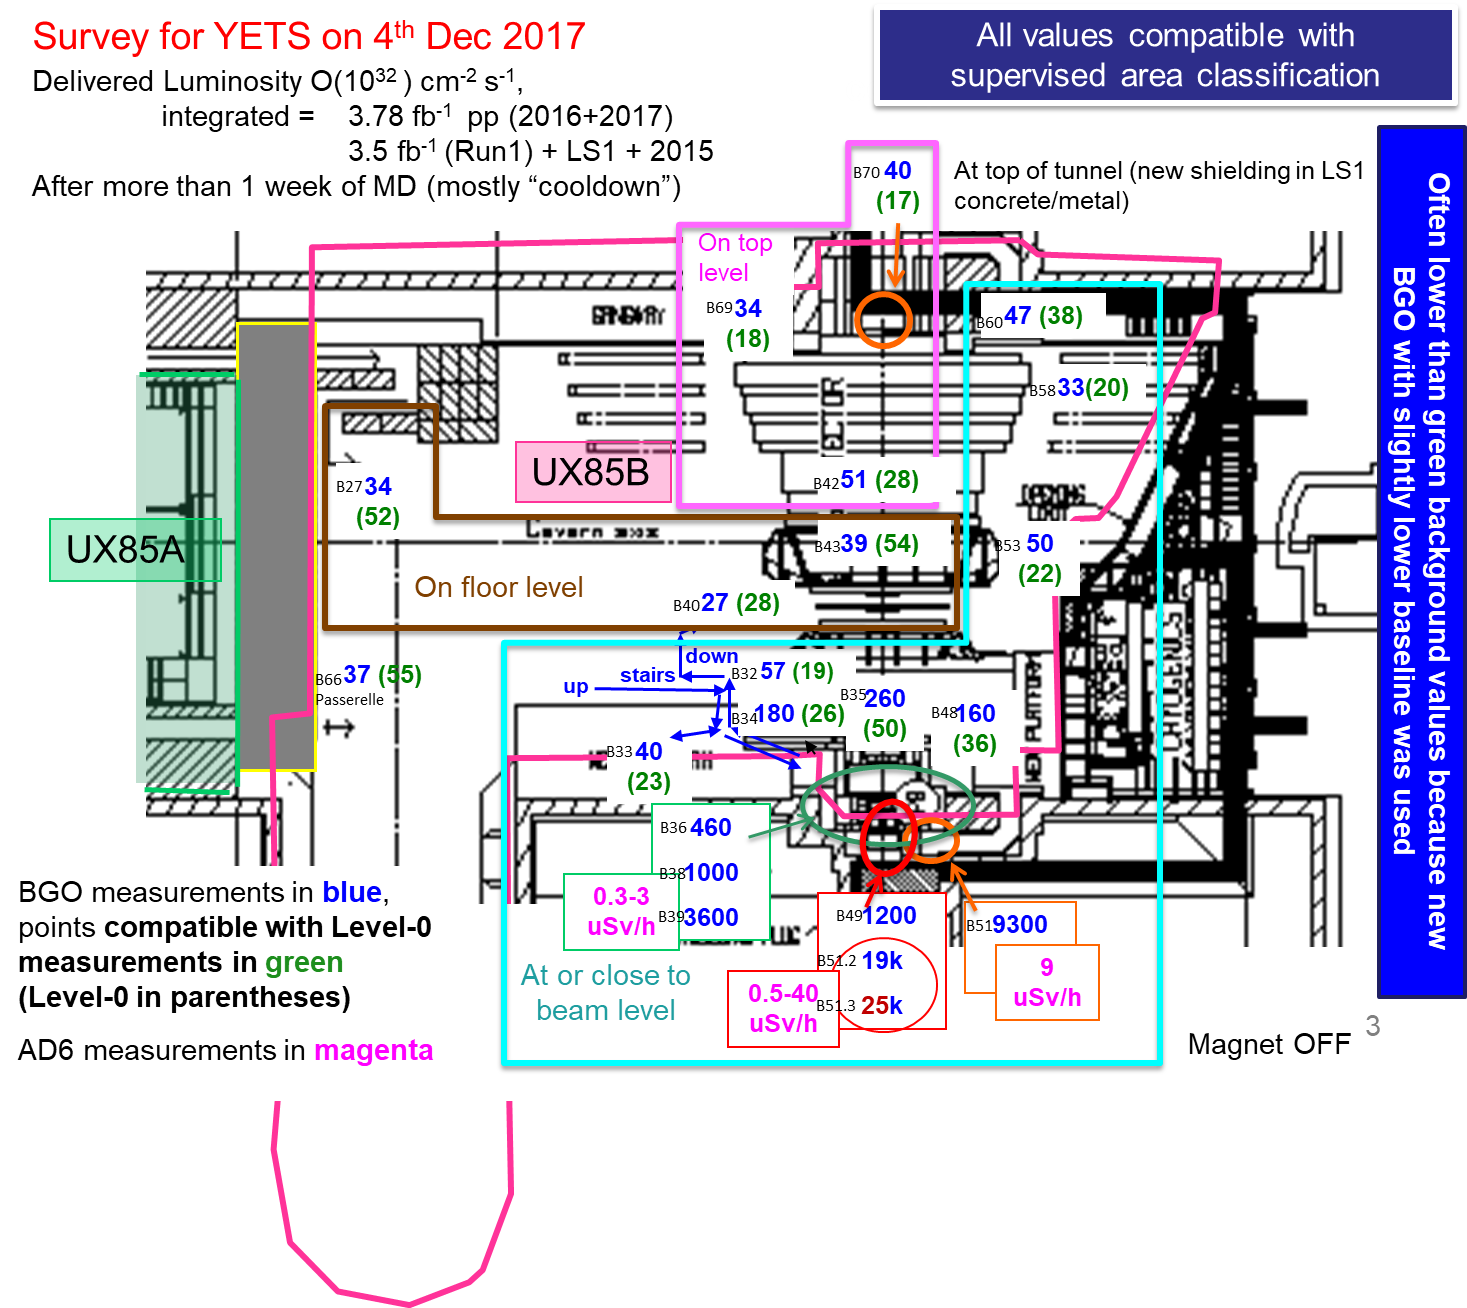 Survey for YETS on 4th Dec 2017
All values compatible with
supervised area classification
Delivered Luminosity O(10³² ) cm⁻² s⁻¹,
integrated = 3.78 fb⁻¹ pp (2016+2017)
3.5 fb⁻¹ (Run1) + LS1 + 2015
After more than 1 week of MD (mostly “cooldown”)
B70 40
(17)
At top of tunnel (new shielding in LS1
concrete/metal)
Often lower than green background values because new
BGO with slightly lower baseline was used
On top
level
B69 34
(18)
B60 47 (38)
B58 33(20)
UX85B
B42 51 (28)
B27 34
(52)
UX85A
B43 39 (54)
B53 50
(22)
On floor level
B40 27 (28)
down
stairs
up
B66 37 (55)
Passerelle
B32 57 (19)
B34 180 (26)
B35 260
(50)
B48 160
(36)
B33 40
(23)
B36 460
B38 1000
B39 3600
0.3-3
uSv/h
B49 1200
B51.2 19k
B51.3 25k
0.5-40
uSv/h
B51 9300
9
uSv/h
At or close to
beam level
BGO measurements in blue,
points compatible with Level-0
measurements in green
(Level-0 in parentheses)
AD6 measurements in magenta
Magnet OFF
3